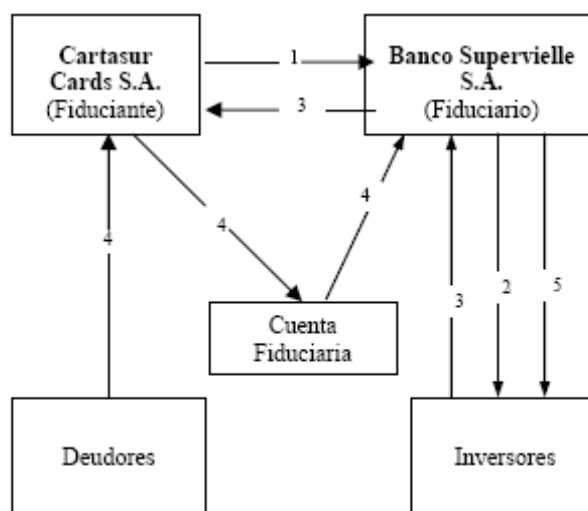 Cartasur
Cards S.A.
(Fiduciante)
1
3
Banco Supervielle
S.A.
(Fiduciario)
4
4
4
3
2
5
Cuenta
Fiduciaria
Deudores
Inversores